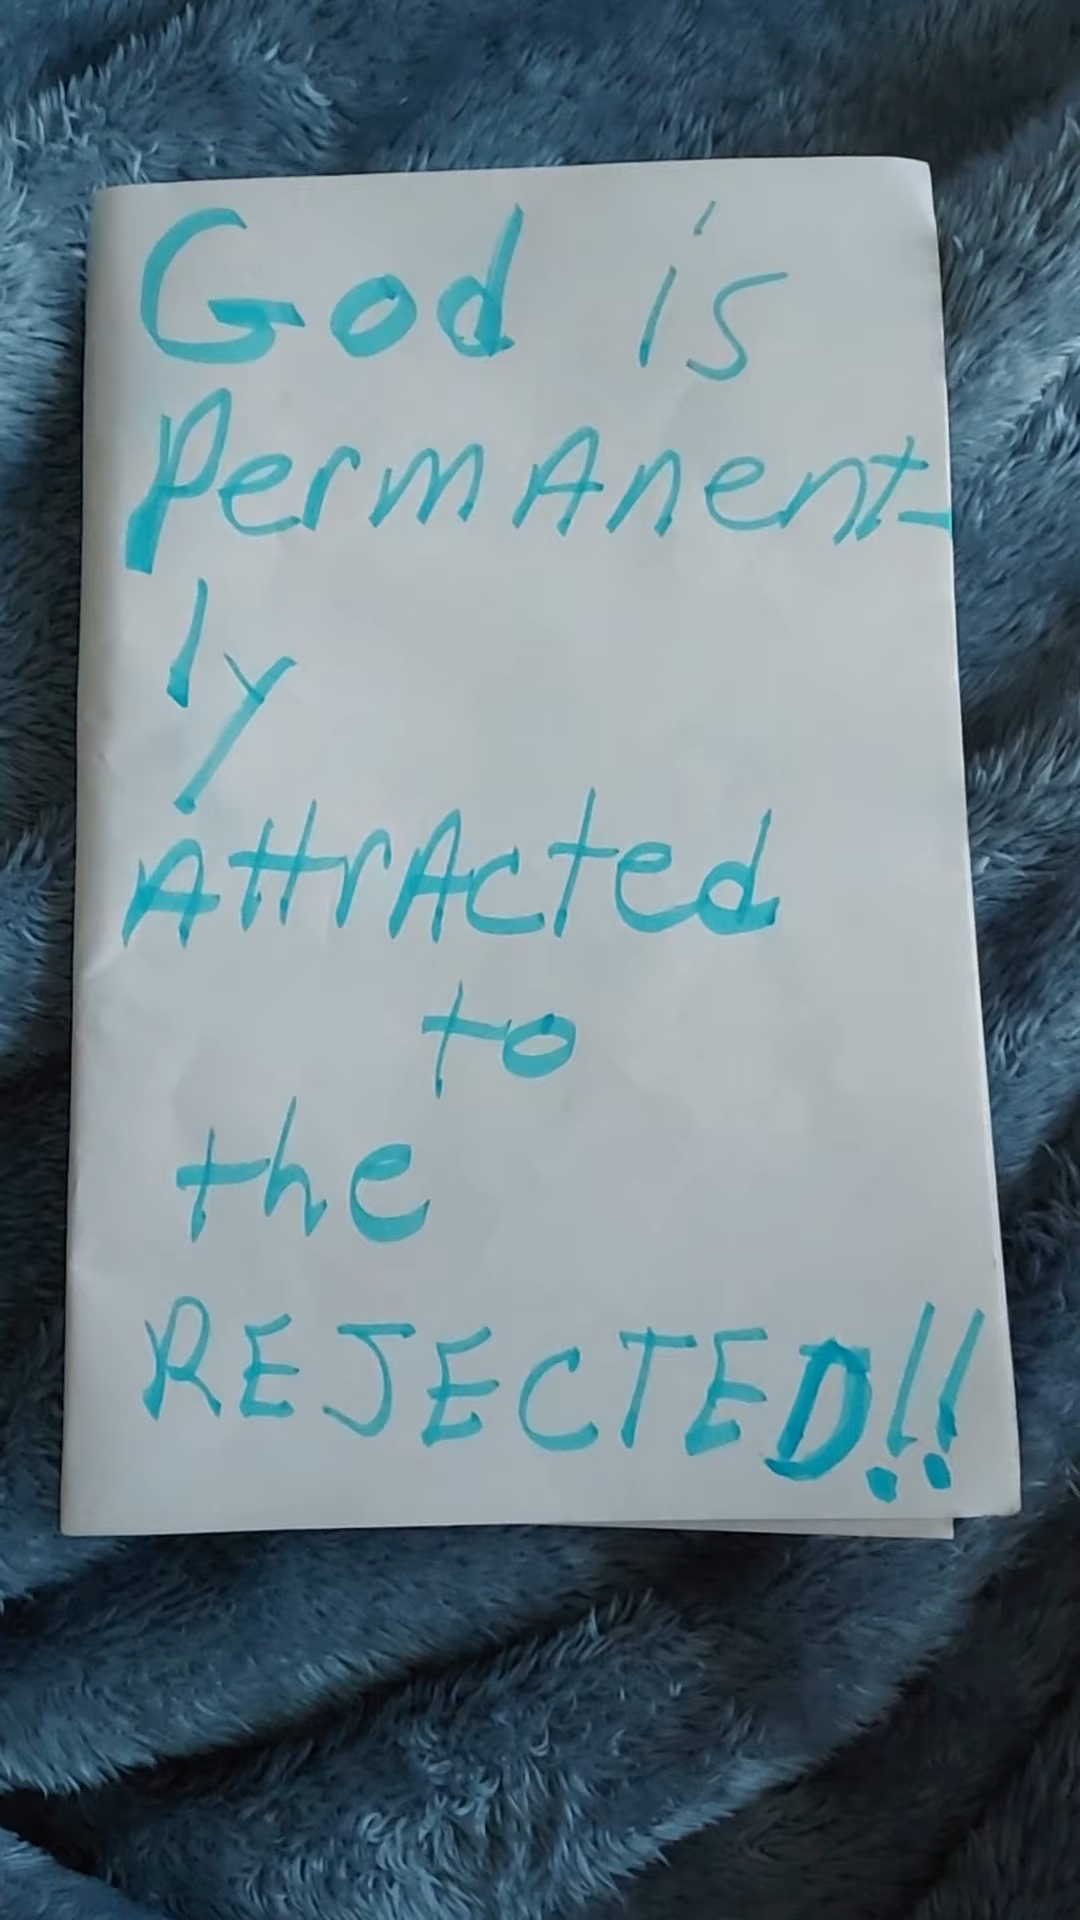 God is
PermAnent-
ly
AttrActed
to
the
REJECTED!!